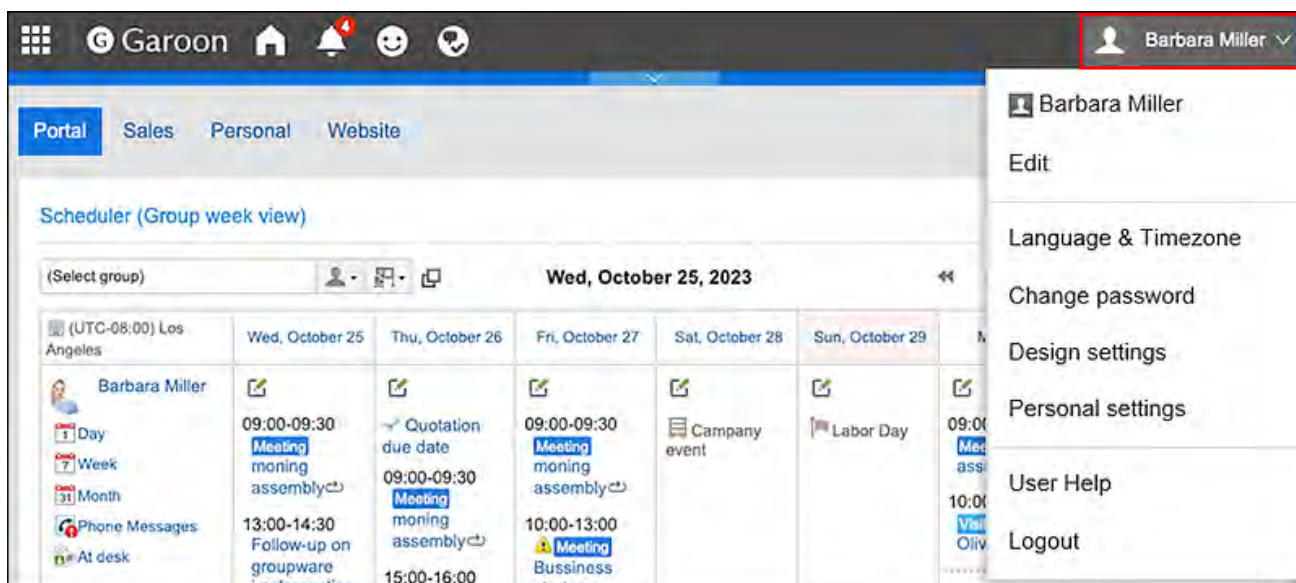 Garoon
4
Barbara Miller
Barbara Miller
Edit
Language & Timezone
Change password
Design settings
Personal settings
User Help
Logout
Portal Sales Personal Website
Scheduler (Group week view)
(Select group)
Wed, October 25, 2023
(UTC-08:00) Los
Angeles
Wed, October 25
Thu, October 26
Fri, October 27
Sat, October 28
Sun, October 29
Barbara Miller
1 Day
7 Week
31 Month
Phone Messages
At desk
09:00-09:30
Meeting
moning
assembly
13:00-14:30
Follow-up on
groupware
Quotation
due date
09:00-09:30
Meeting
moning
assembly
15:00-16:00
09:00-09:30
Meeting
moning
assembly
10:00-13:00
Meeting
Bussiness
Campany
event
Labor Day